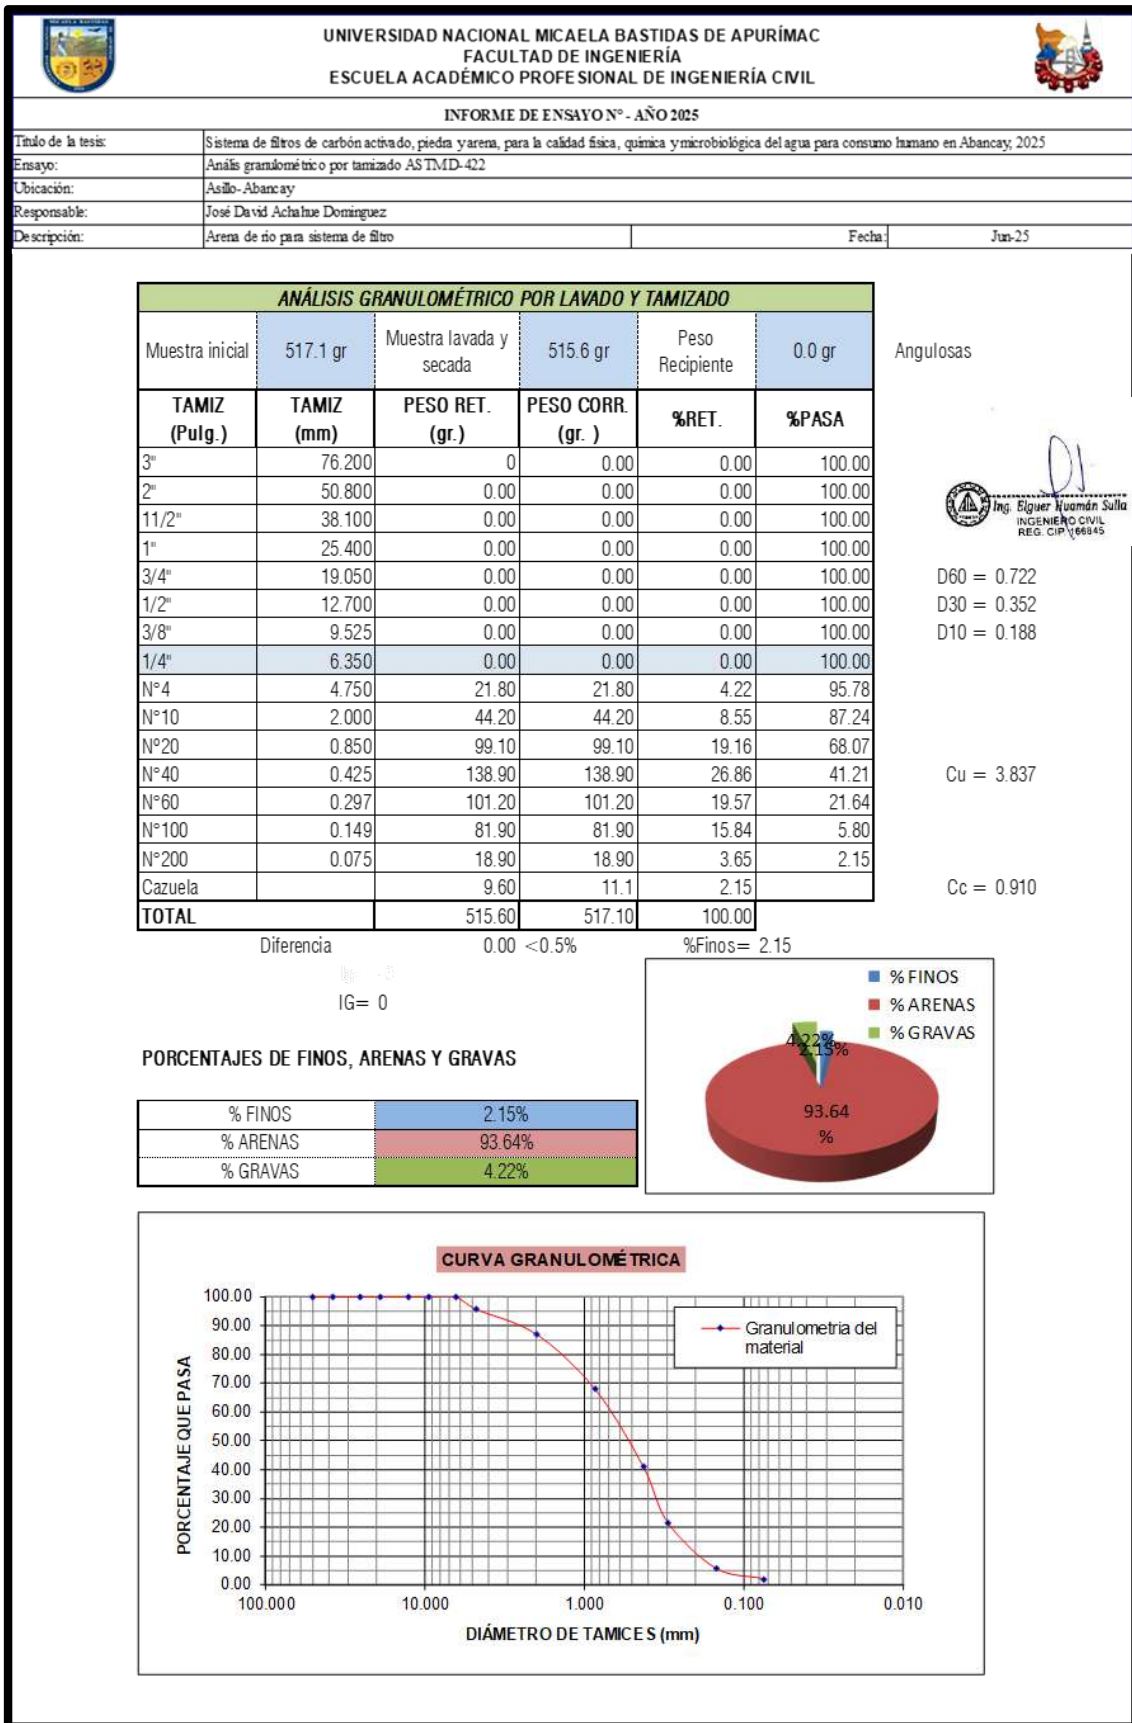 UNIVERSIDAD NACIONAL MICAELA BASTIDAS DE APURÍMAC
FACULTAD DE INGENIERÍA
ESCUELA ACADÉMICO PROFESIONAL DE INGENIERÍA CIVIL
INFORME DE ENSAYO N° - AÑO 2025
Titulo de la tesis: Sistema de filtros de carbón activado, piedra y arena, para la calidad física, química y microbiológica del agua para consumo humano en Abancay, 2025
Ensayo: Anális granulométrico por tamizado ASTMD-422
Ubicación: Asillo-Abancay
Responsable: José David Achahue Dominguez
Descripción: Arena de rio para sistema de filtro Fecha: Jun-25
ANÁLISIS GRANULOMÉTRICO POR LAVADO Y TAMIZADO
Muestra inicial 517.1 gr Muestra lavada y secada 515.6 gr Peso Recipiente 0.0 gr Angulosas
TAMIZ (Pulg.) TAMIZ (mm) PESO RET. (gr.) PESO CORR. (gr. ) %RET. %PASA
3" 76.200 0 0.00 0.00 100.00
2" 50.800 0.00 0.00 0.00 100.00
11/2" 38.100 0.00 0.00 0.00 100.00
1" 25.400 0.00 0.00 0.00 100.00
Ing. Elguer Huamán Sulla
INGENIERO CIVIL
REG. CIP. 166845
3/4" 19.050 0.00 0.00 0.00 100.00 D60 = 0.722
1/2" 12.700 0.00 0.00 0.00 100.00 D30 = 0.352
3/8" 9.525 0.00 0.00 0.00 100.00 D10 = 0.188
1/4" 6.350 0.00 0.00 0.00 100.00
N°4 4.750 21.80 21.80 4.22 95.78
N°10 2.000 44.20 44.20 8.55 87.24
Nº20 0.850 99.10 99.10 19.16 68.07
N°40 0.425 138.90 138.90 26.86 41.21 Cu = 3.837
N°60 0.297 101.20 101.20 19.57 21.64
N°100 0.149 81.90 81.90 15.84 5.80
N°200 0.075 18.90 18.90 3.65 2.15
Cazuela 9.60 11.1 2.15 Cc = 0.910
TOTAL 515.60 517.10 100.00
Diferencia 0.00 <0.5% %Finos= 2.15
IG= 0
% FINOS
% ARENAS
% GRAVAS
4.22%
2.15%
93.64
%
PORCENTAJES DE FINOS, ARENAS Y GRAVAS
% FINOS 2.15%
% ARENAS 93.64%
% GRAVAS 4.22%
CURVA GRANULOMÉTRICA
Granulometria del
material
PORCENTAJE QUE PASA
100.00
90.00
80.00
70.00
60.00
50.00
40.00
30.00
20.00
10.00
0.00
100.000 10.000 1.000 0.100 0.010
DIÁMETRO DE TAMICES (mm)